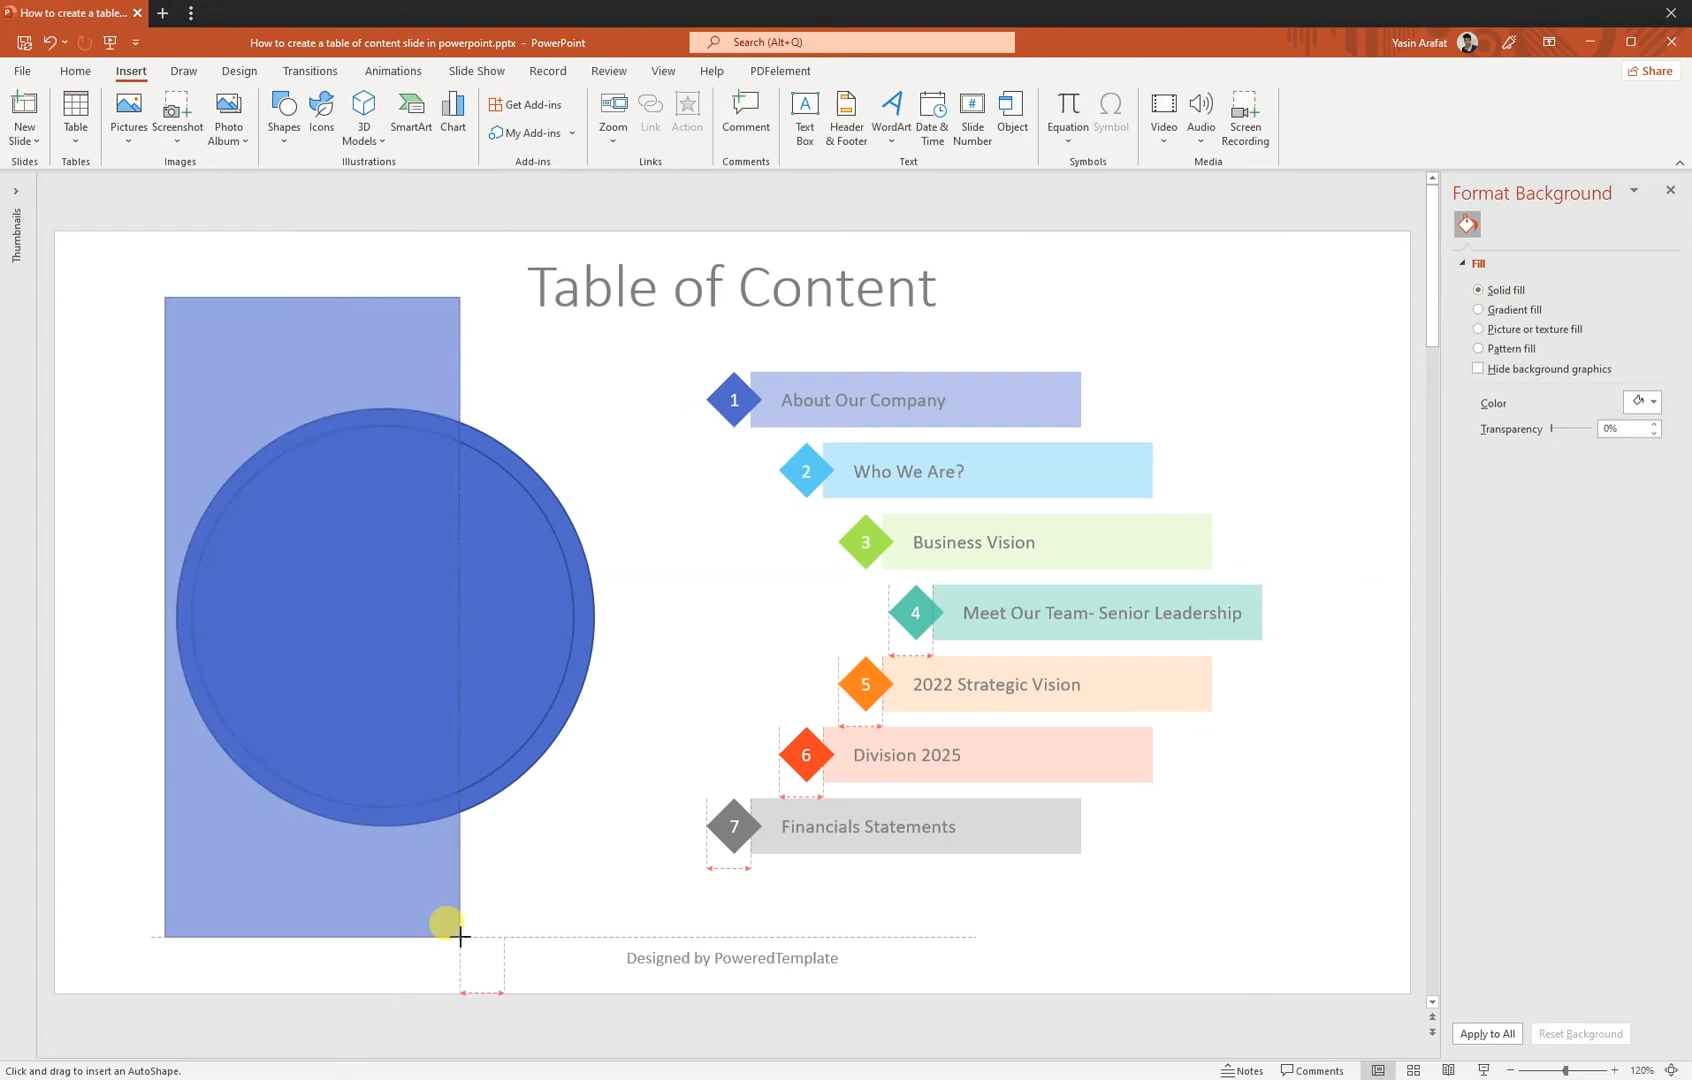 How to create a table...
How to create a table of content slide in powerpoint.pptx - PowerPoint
Search (Alt+Q)
Yasin Arafat
File Home Insert Draw Design Transitions Animations Slide Show Record Review View Help PDFelement
Share
New Slide
Table
Pictures
Screenshot
Photo Album
Shapes
Icons
3D Models
SmartArt
Chart
Get Add-ins
My Add-ins
Zoom
Link
Action
Comment
Text Box
Header & Footer
WordArt
Date & Time
Slide Number
Object
Equation
Symbol
Video
Audio
Screen Recording
Slides Tables Images Illustrations Add-ins Links Comments Text Symbols Media
Thumbnails
Table of Content
1 About Our Company
2 Who We Are?
3 Business Vision
4 Meet Our Team- Senior Leadership
5 2022 Strategic Vision
6 Division 2025
7 Financials Statements
Designed by PoweredTemplate
Format Background
Fill
Solid fill
Gradient fill
Picture or texture fill
Pattern fill
Hide background graphics
Color
Transparency 0%
Apply to All
Reset Background
Click and drag to insert an AutoShape.
Notes
Comments
120%